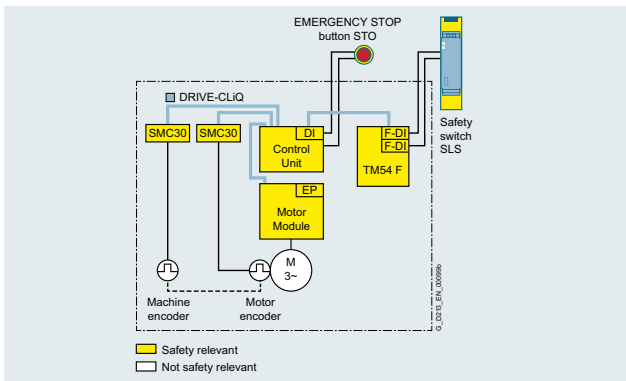 EMERGENCY STOP
button STO
DRIVE-CLiQ
SMC30
SMC30
DI
Control
Unit
F-DI
F-DI
TM54 F
Safety
switch
SLS
EP
Motor
Module
M
3~
Machine
encoder
Motor
encoder
G_D213_EN_00099b
Safety relevant
Not safety relevant